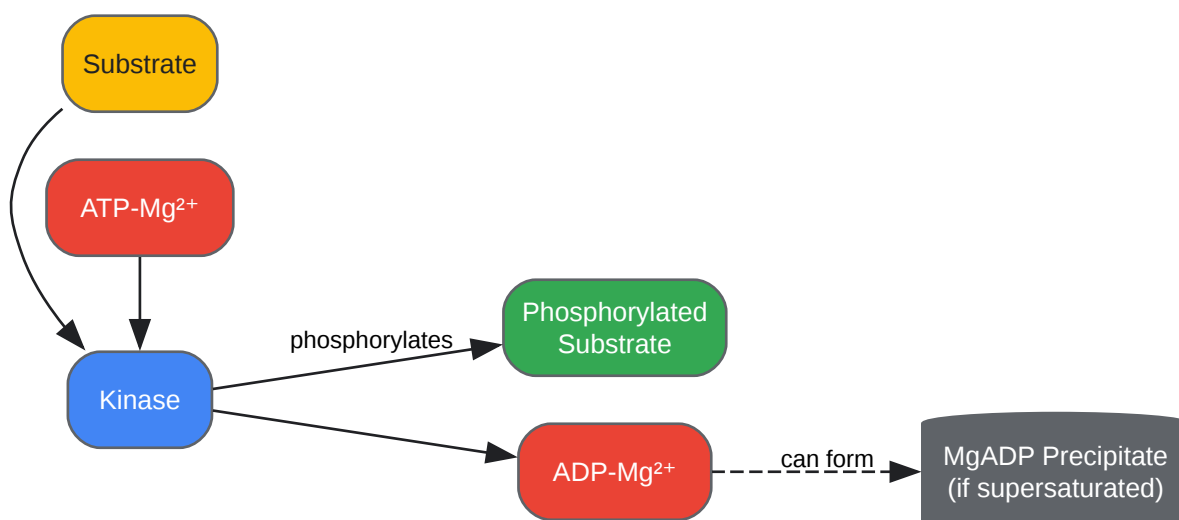 Substrate
ATP-Mg²⁺
Kinase
phosphorylates
Phosphorylated
Substrate
ADP-Mg²⁺
can form
MgADP Precipitate
(if supersaturated)